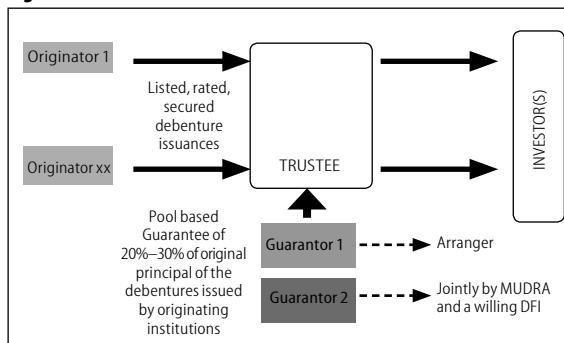 Originator 1
Listed, rated,
secured
debenture
issuances
Originator xx
TRUSTEE
INVESTOR(S)
Pool based
Guarantee of
20%–30% of original
principal of the
debentures issued
by originating
institutions
Guarantor 1
Arranger
Guarantor 2
Jointly by MUDRA
and a willing DFI